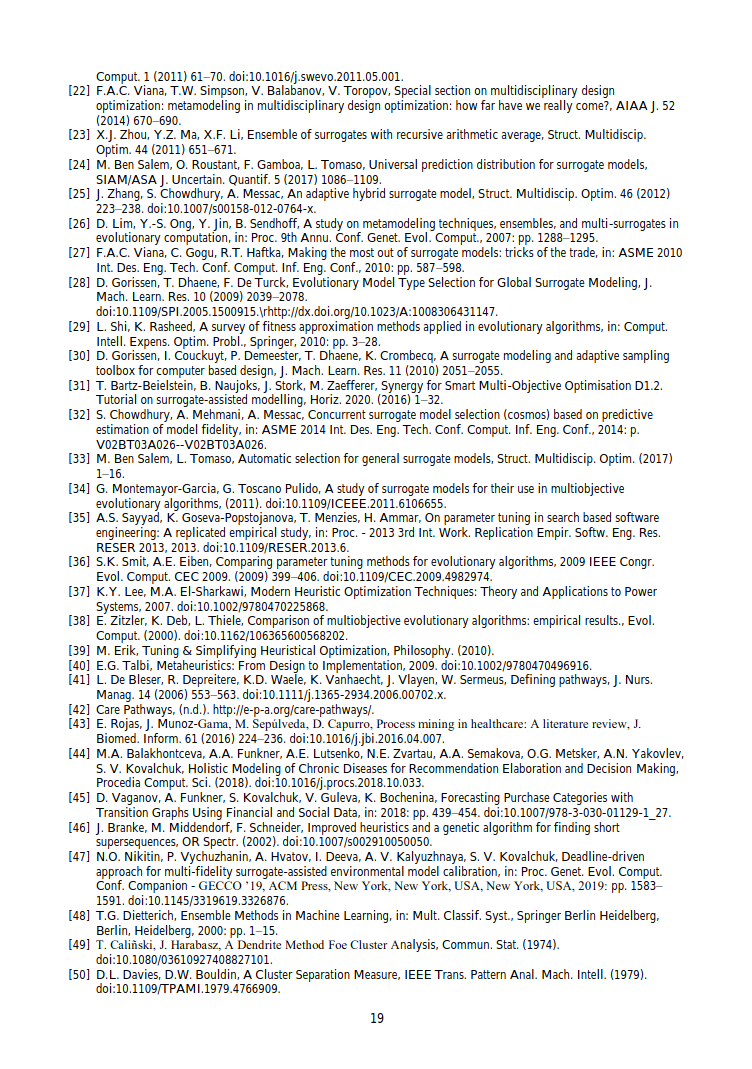 Comput. 1 (2011) 61–70. doi:10.1016/j.swevo.2011.05.001.
[22] F.A.C. Viana, T.W. Simpson, V. Balabanov, V. Toropov, Special section on multidisciplinary design
optimization: metamodeling in multidisciplinary design optimization: how far have we really come?, AIAA J. 52
(2014) 670–690.
[23] X.J. Zhou, Y.Z. Ma, X.F. Li, Ensemble of surrogates with recursive arithmetic average, Struct. Multidiscip.
Optim. 44 (2011) 651–671.
[24] M. Ben Salem, O. Roustant, F. Gamboa, L. Tomaso, Universal prediction distribution for surrogate models,
SIAM/ASA J. Uncertain. Quantif. 5 (2017) 1086–1109.
[25] J. Zhang, S. Chowdhury, A. Messac, An adaptive hybrid surrogate model, Struct. Multidiscip. Optim. 46 (2012)
223–238. doi:10.1007/s00158-012-0764-x.
[26] D. Lim, Y.-S. Ong, Y. Jin, B. Sendhoff, A study on metamodeling techniques, ensembles, and multi-surrogates in
evolutionary computation, in: Proc. 9th Annu. Conf. Genet. Evol. Comput., 2007: pp. 1288–1295.
[27] F.A.C. Viana, C. Gogu, R.T. Haftka, Making the most out of surrogate models: tricks of the trade, in: ASME 2010
Int. Des. Eng. Tech. Conf. Comput. Inf. Eng. Conf., 2010: pp. 587–598.
[28] D. Gorissen, T. Dhaene, F. De Turck, Evolutionary Model Type Selection for Global Surrogate Modeling, J.
Mach. Learn. Res. 10 (2009) 2039–2078.
doi:10.1109/SPI.2005.1500915.\rhttp://dx.doi.org/10.1023/A:1008306431147.
[29] L. Shi, K. Rasheed, A survey of fitness approximation methods applied in evolutionary algorithms, in: Comput.
Intell. Expens. Optim. Probl., Springer, 2010: pp. 3–28.
[30] D. Gorissen, I. Couckuyt, P. Demeester, T. Dhaene, K. Crombecq, A surrogate modeling and adaptive sampling
toolbox for computer based design, J. Mach. Learn. Res. 11 (2010) 2051–2055.
[31] T. Bartz-Beielstein, B. Naujoks, J. Stork, M. Zaefferer, Synergy for Smart Multi-Objective Optimisation D1.2.
Tutorial on surrogate-assisted modelling, Horiz. 2020. (2016) 1–32.
[32] S. Chowdhury, A. Mehmani, A. Messac, Concurrent surrogate model selection (cosmos) based on predictive
estimation of model fidelity, in: ASME 2014 Int. Des. Eng. Tech. Conf. Comput. Inf. Eng. Conf., 2014: p.
V02BT03A026--V02BT03A026.
[33] M. Ben Salem, L. Tomaso, Automatic selection for general surrogate models, Struct. Multidiscip. Optim. (2017)
1–16.
[34] G. Montemayor-Garcia, G. Toscano Pulido, A study of surrogate models for their use in multiobjective
evolutionary algorithms, (2011). doi:10.1109/ICEEE.2011.6106655.
[35] A.S. Sayyad, K. Goseva-Popstojanova, T. Menzies, H. Ammar, On parameter tuning in search based software
engineering: A replicated empirical study, in: Proc. - 2013 3rd Int. Work. Replication Empir. Softw. Eng. Res.
RESER 2013, 2013. doi:10.1109/RESER.2013.6.
[36] S.K. Smit, A.E. Eiben, Comparing parameter tuning methods for evolutionary algorithms, 2009 IEEE Congr.
Evol. Comput. CEC 2009. (2009) 399–406. doi:10.1109/CEC.2009.4982974.
[37] K.Y. Lee, M.A. El-Sharkawi, Modern Heuristic Optimization Techniques: Theory and Applications to Power
Systems, 2007. doi:10.1002/9780470225868.
[38] E. Zitzler, K. Deb, L. Thiele, Comparison of multiobjective evolutionary algorithms: empirical results., Evol.
Comput. (2000). doi:10.1162/106365600568202.
[39] M. Erik, Tuning & Simplifying Heuristical Optimization, Philosophy. (2010).
[40] E.G. Talbi, Metaheuristics: From Design to Implementation, 2009. doi:10.1002/9780470496916.
[41] L. De Bleser, R. Depreitere, K.D. Waele, K. Vanhaecht, J. Vlayen, W. Sermeus, Defining pathways, J. Nurs.
Manag. 14 (2006) 553–563. doi:10.1111/j.1365-2934.2006.00702.x.
[42] Care Pathways, (n.d.). http://e-p-a.org/care-pathways/.
[43] E. Rojas, J. Munoz-Gama, M. Sepúlveda, D. Capurro, Process mining in healthcare: A literature review, J.
Biomed. Inform. 61 (2016) 224–236. doi:10.1016/j.jbi.2016.04.007.
[44] M.A. Balakhontceva, A.A. Funkner, A.E. Lutsenko, N.E. Zvartau, A.A. Semakova, O.G. Metsker, A.N. Yakovlev,
S. V. Kovalchuk, Holistic Modeling of Chronic Diseases for Recommendation Elaboration and Decision Making,
Procedia Comput. Sci. (2018). doi:10.1016/j.procs.2018.10.033.
[45] D. Vaganov, A. Funkner, S. Kovalchuk, V. Guleva, K. Bochenina, Forecasting Purchase Categories with
Transition Graphs Using Financial and Social Data, in: 2018: pp. 439–454. doi:10.1007/978-3-030-01129-1_27.
[46] J. Branke, M. Middendorf, F. Schneider, Improved heuristics and a genetic algorithm for finding short
supersequences, OR Spectr. (2002). doi:10.1007/s002910050050.
[47] N.O. Nikitin, P. Vychuzhanin, A. Hvatov, I. Deeva, A. V. Kalyuzhnaya, S. V. Kovalchuk, Deadline-driven
approach for multi-fidelity surrogate-assisted environmental model calibration, in: Proc. Genet. Evol. Comput.
Conf. Companion - GECCO ’19, ACM Press, New York, New York, USA, New York, USA, 2019: pp. 1583–
1591. doi:10.1145/3319619.3326876.
[48] T.G. Dietterich, Ensemble Methods in Machine Learning, in: Mult. Classif. Syst., Springer Berlin Heidelberg,
Berlin, Heidelberg, 2000: pp. 1–15.
[49] T. Caliñski, J. Harabasz, A Dendrite Method Foe Cluster Analysis, Commun. Stat. (1974).
doi:10.1080/03610927408827101.
[50] D.L. Davies, D.W. Bouldin, A Cluster Separation Measure, IEEE Trans. Pattern Anal. Mach. Intell. (1979).
doi:10.1109/TPAMI.1979.4766909.
19